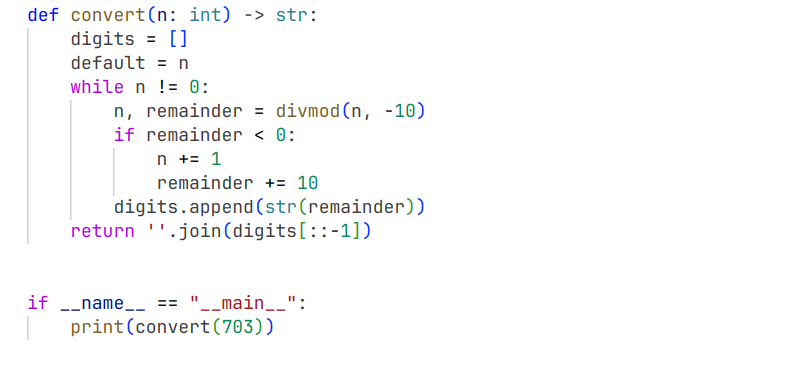 def convert(n: int) -> str:
    digits = []
    default = n
    while n != 0:
        n, remainder = divmod(n, -10)
        if remainder < 0:
            n += 1
            remainder += 10
        digits.append(str(remainder))
    return ''.join(digits[::-1])


if __name__ == "__main__":
    print(convert(703))